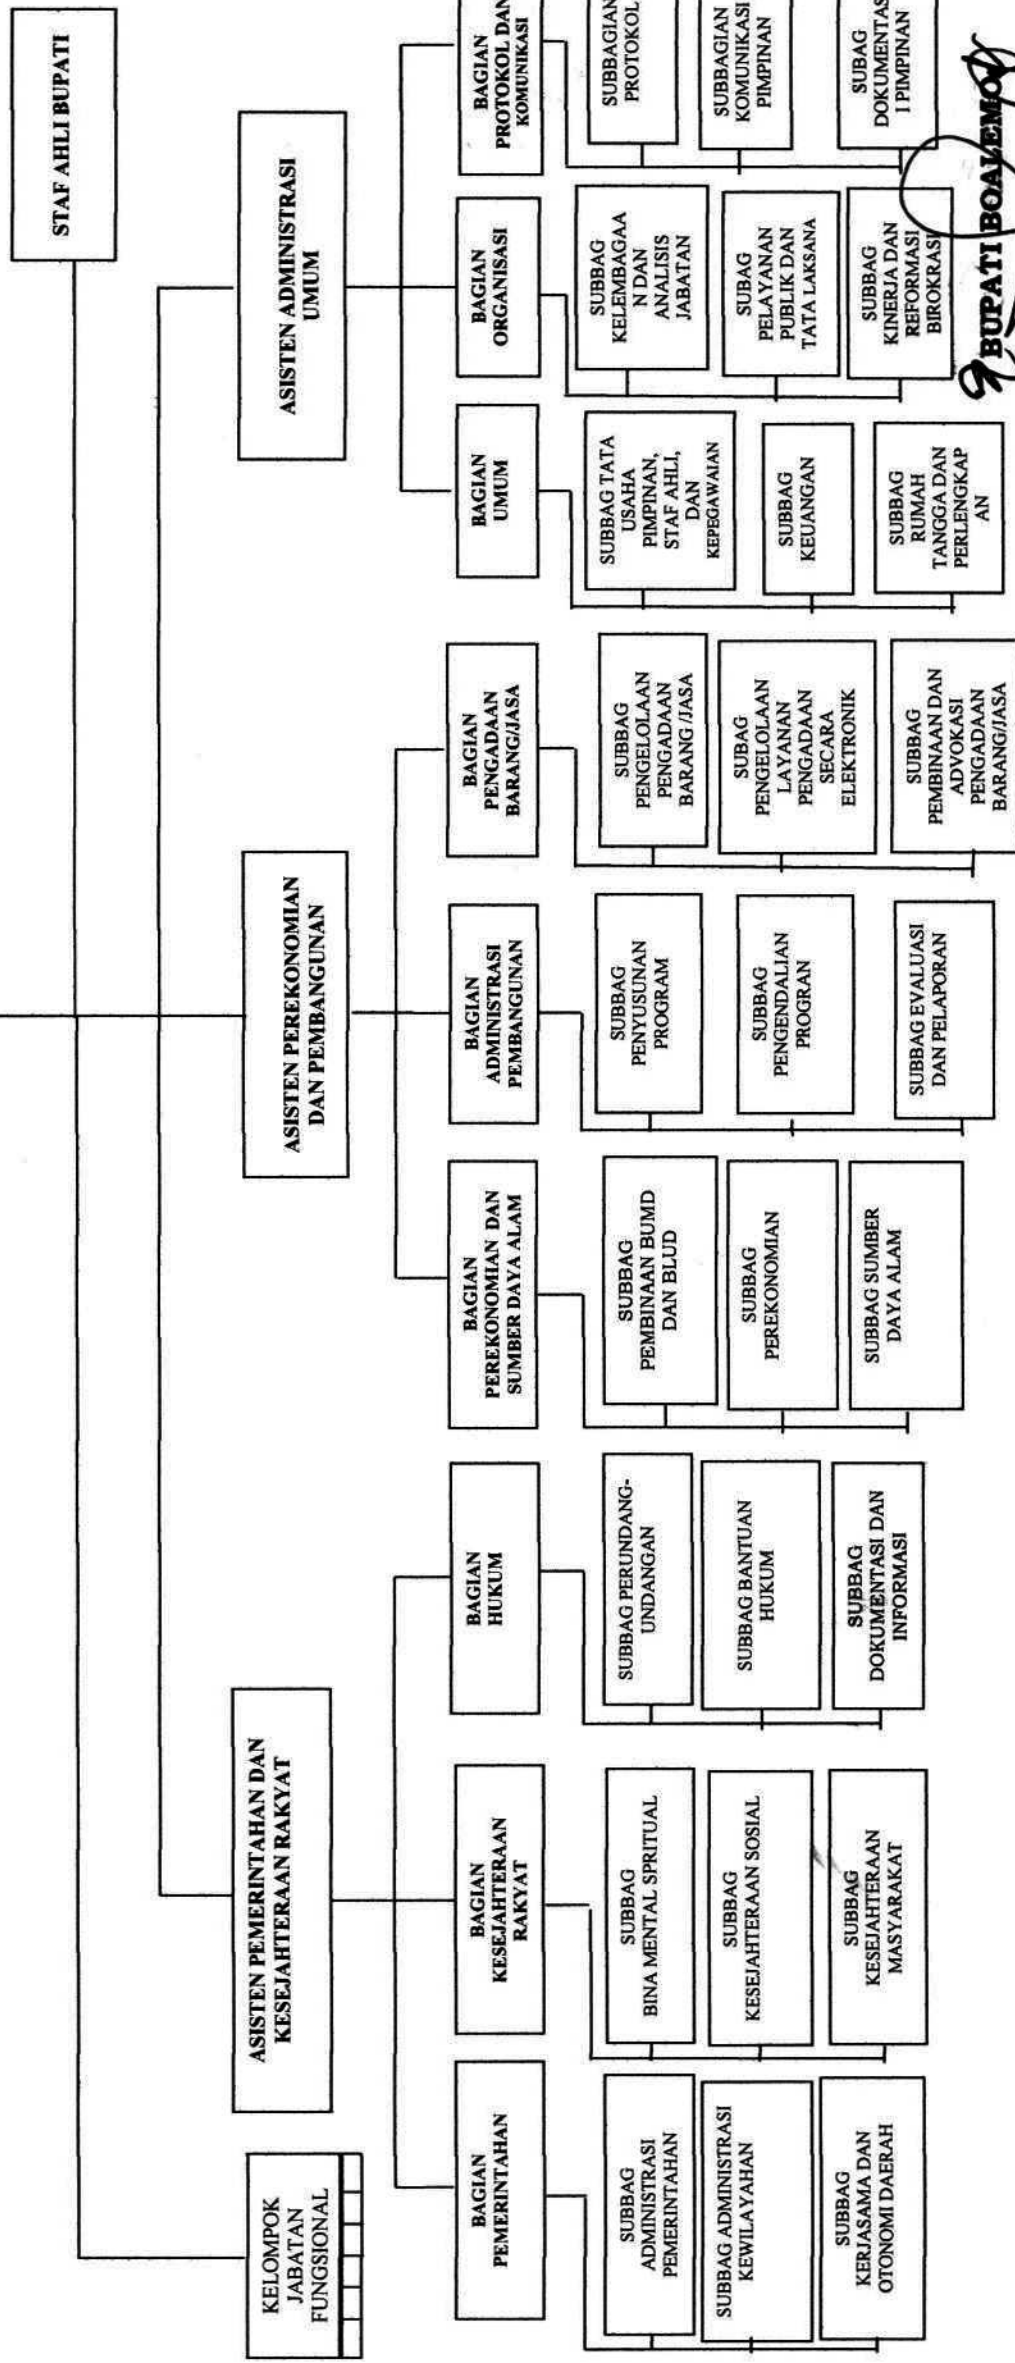 STAF AHLI BUPATI
KELOMPOK
JABATAN
FUNGSIONAL
ASISTEN PEMERINTAHAN DAN
KESEJAHTERAAN RAKYAT
ASISTEN PEREKONOMIAN
DAN PEMBANGUNAN
ASISTEN ADMINISTRASI
UMUM
BAGIAN
PEMERINTAHAN
SUBBAG
ADMINISTRASI
PEMERINTAHAN
SUBBAG ADMINISTRASI
KEWILAYAHAN
SUBBAG
KERJASAMA DAN
OTONOMI DAERAH
BAGIAN
KESEJAHTERAAN
RAKYAT
SUBBAG
BINA MENTAL SPRITUAL
SUBBAG
KESEJAHTERAAN SOSIAL
SUBBAG
KESEJAHTERAAN
MASYARAKAT
BAGIAN
HUKUM
SUBBAG PERUNDANG-
UNDANGAN
SUBBAG BANTUAN
HUKUM
SUBBAG
DOKUMENTASI DAN
INFORMASI
BAGIAN
PEREKONOMIAN DAN
SUMBER DAYA ALAM
SUBBAG
PEMBINAAN BUMD
DAN BLUD
SUBBAG
PEREKONOMIAN
SUBBAG SUMBER
DAYA ALAM
BAGIAN
ADMINISTRASI
PEMBANGUNAN
SUBBAG
PENYUSUNAN
PROGRAM
SUBBAG
PENGENDALIAN
PROGRAN
SUBBAG EVALUASI
DAN PELAPORAN
BAGIAN
PENGADAAN
BARANG/JASA
SUBBAG
PENGELOLAAN
PENGADAAN
BARANG /JASA
SUBAG
PENGELOLAAN
LAYANAN
PENGADAAN
SECARA
ELEKTRONIK
SUBBAG
PEMBINAAN DAN
ADVOKASI
PENGADAAN
BARANG/JASA
BAGIAN
UMUM
SUBBAG TATA
USAHA
PIMPINAN,
STAF AHLI,
DAN
KEPEGAWAIAN
SUBBAG
KEUANGAN
SUBBAG
RUMAH
TANGGA DAN
PERLENGKAP
AN
BAGIAN
ORGANISASI
SUBBAG
KELEMBAGAA
N DAN
ANALISIS
JABATAN
SUBAG
PELAYANAN
PUBLIK DAN
TATA LAKSANA
SUBBAG
KINERJA DAN
REFORMASI
BIROKRASI
BAGIAN
PROTOKOL DAN
KOMUNIKASI
SUBBAGIAN
PROTOKOL
SUBBAGIAN
KOMUNIKASI
PIMPINAN
SUBAG
DOKUMENTAS
I PIMPINAN
BUPATI BOALEMO